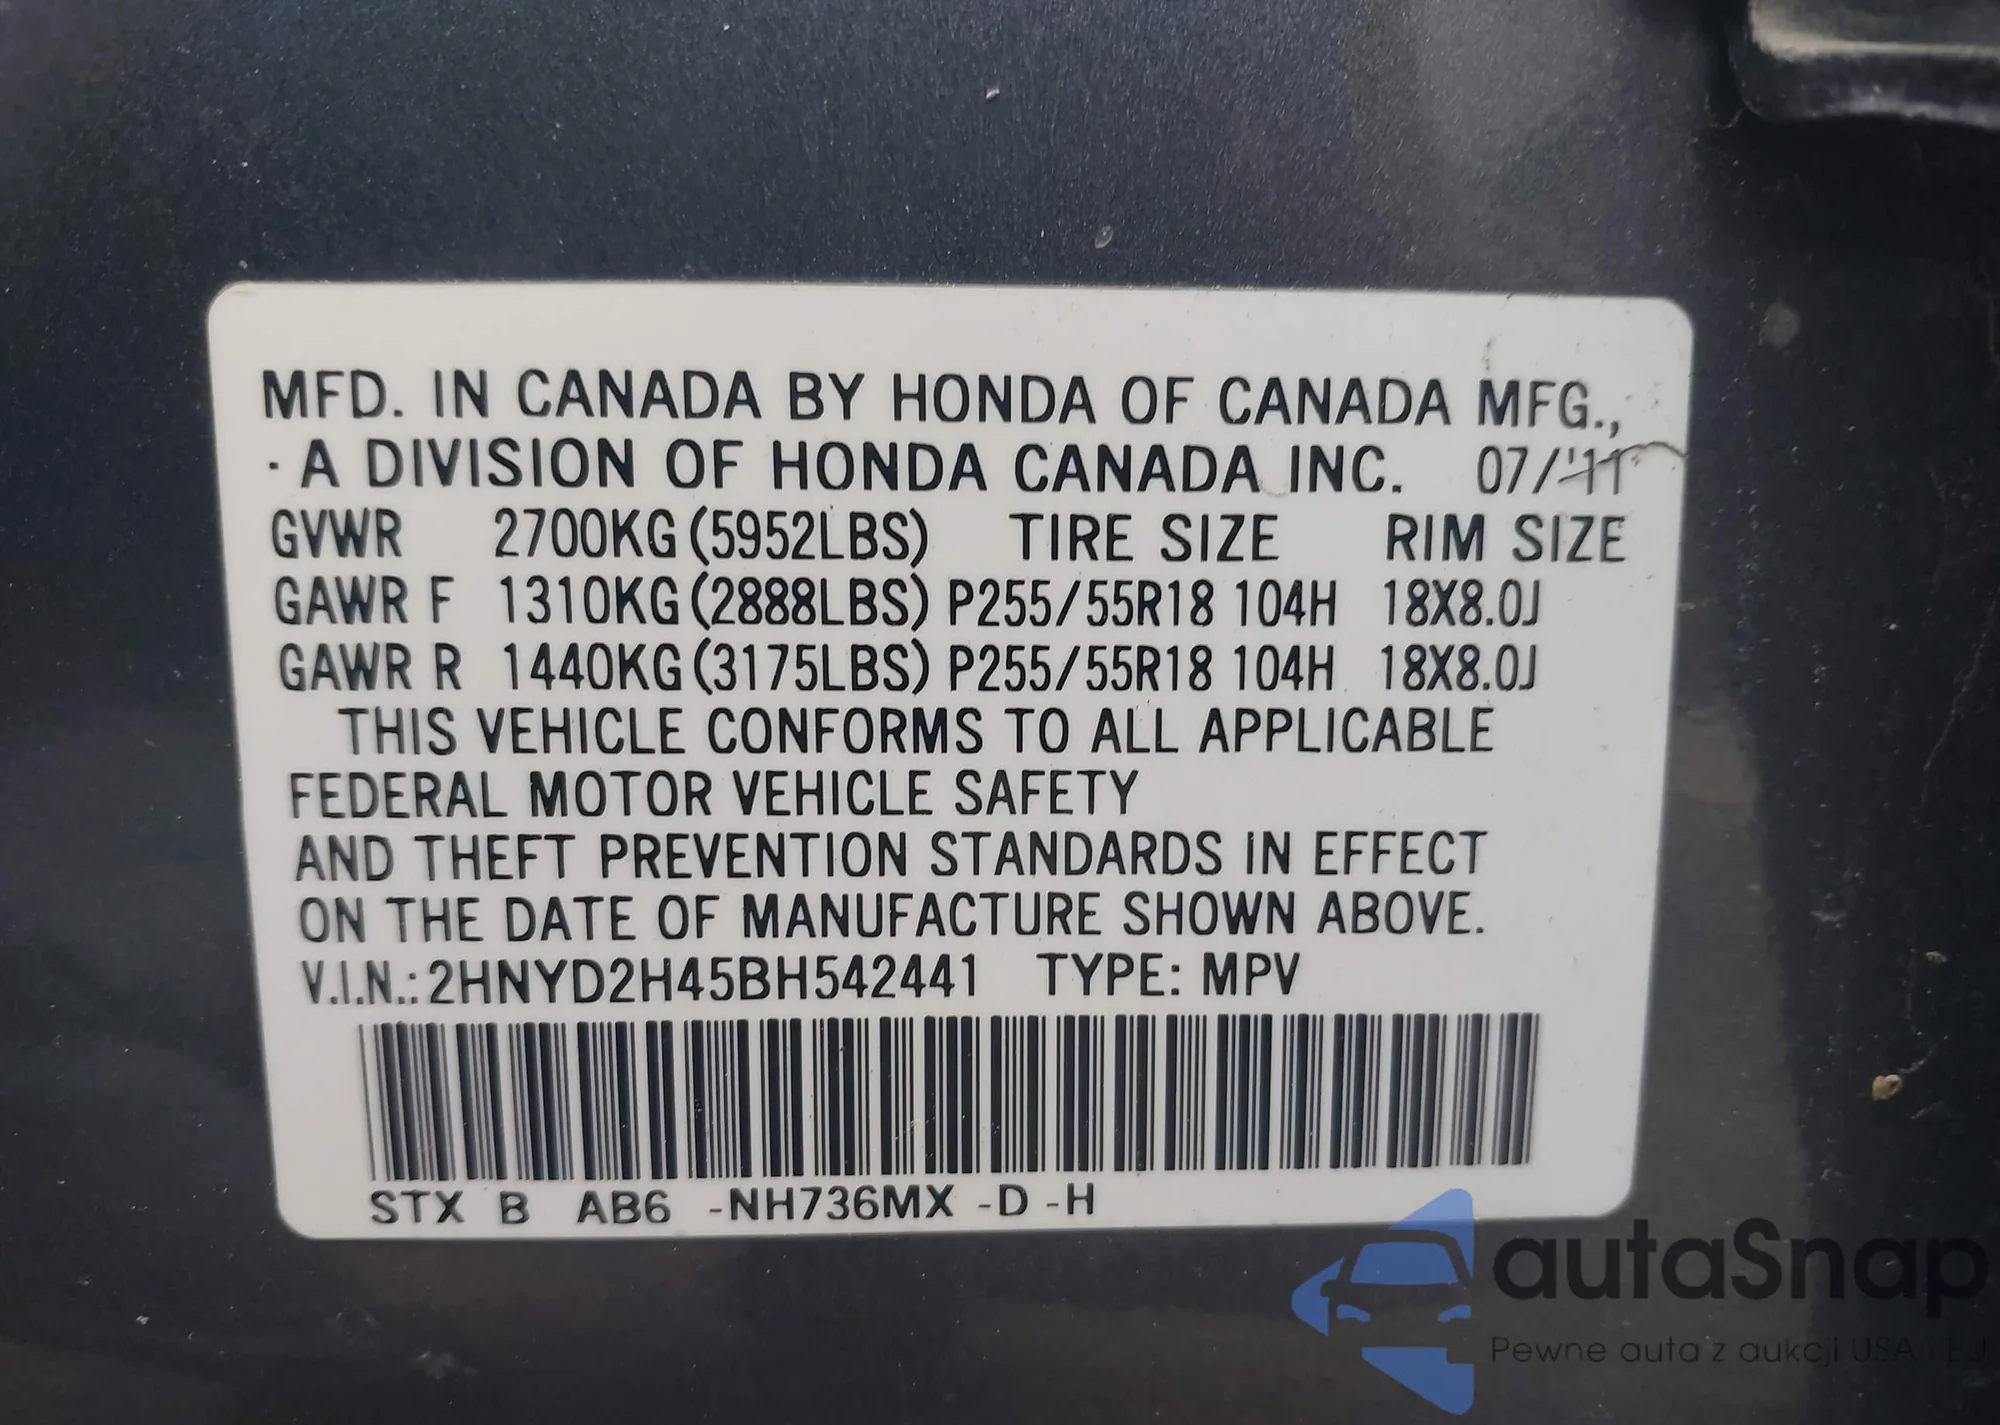 MFD. IN CANADA BY HONDA OF CANADA MFG.,
· A DIVISION OF HONDA CANADA INC. 07/'11
GVWR 2700KG (5952LBS) TIRE SIZE RIM SIZE
GAWR F 1310KG (2888LBS) P255/55R18 104H 18X8.0J
GAWR R 1440KG (3175LBS) P255/55R18 104H 18X8.0J
THIS VEHICLE CONFORMS TO ALL APPLICABLE
FEDERAL MOTOR VEHICLE SAFETY
AND THEFT PREVENTION STANDARDS IN EFFECT
ON THE DATE OF MANUFACTURE SHOWN ABOVE.
V.I.N.: 2HNYD2H45BH542441 TYPE: MPV
STX B AB6 -NH736MX -D -H
autaSnap
Pewne auta z aukcji USA i EU